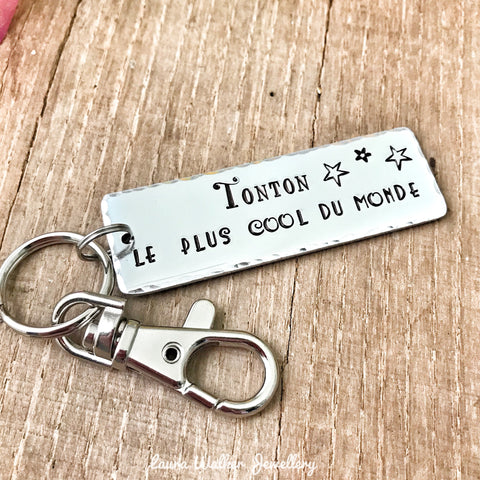 Tonton
LE PLUS COOL DU MONDE
Laura Walker Jewellery